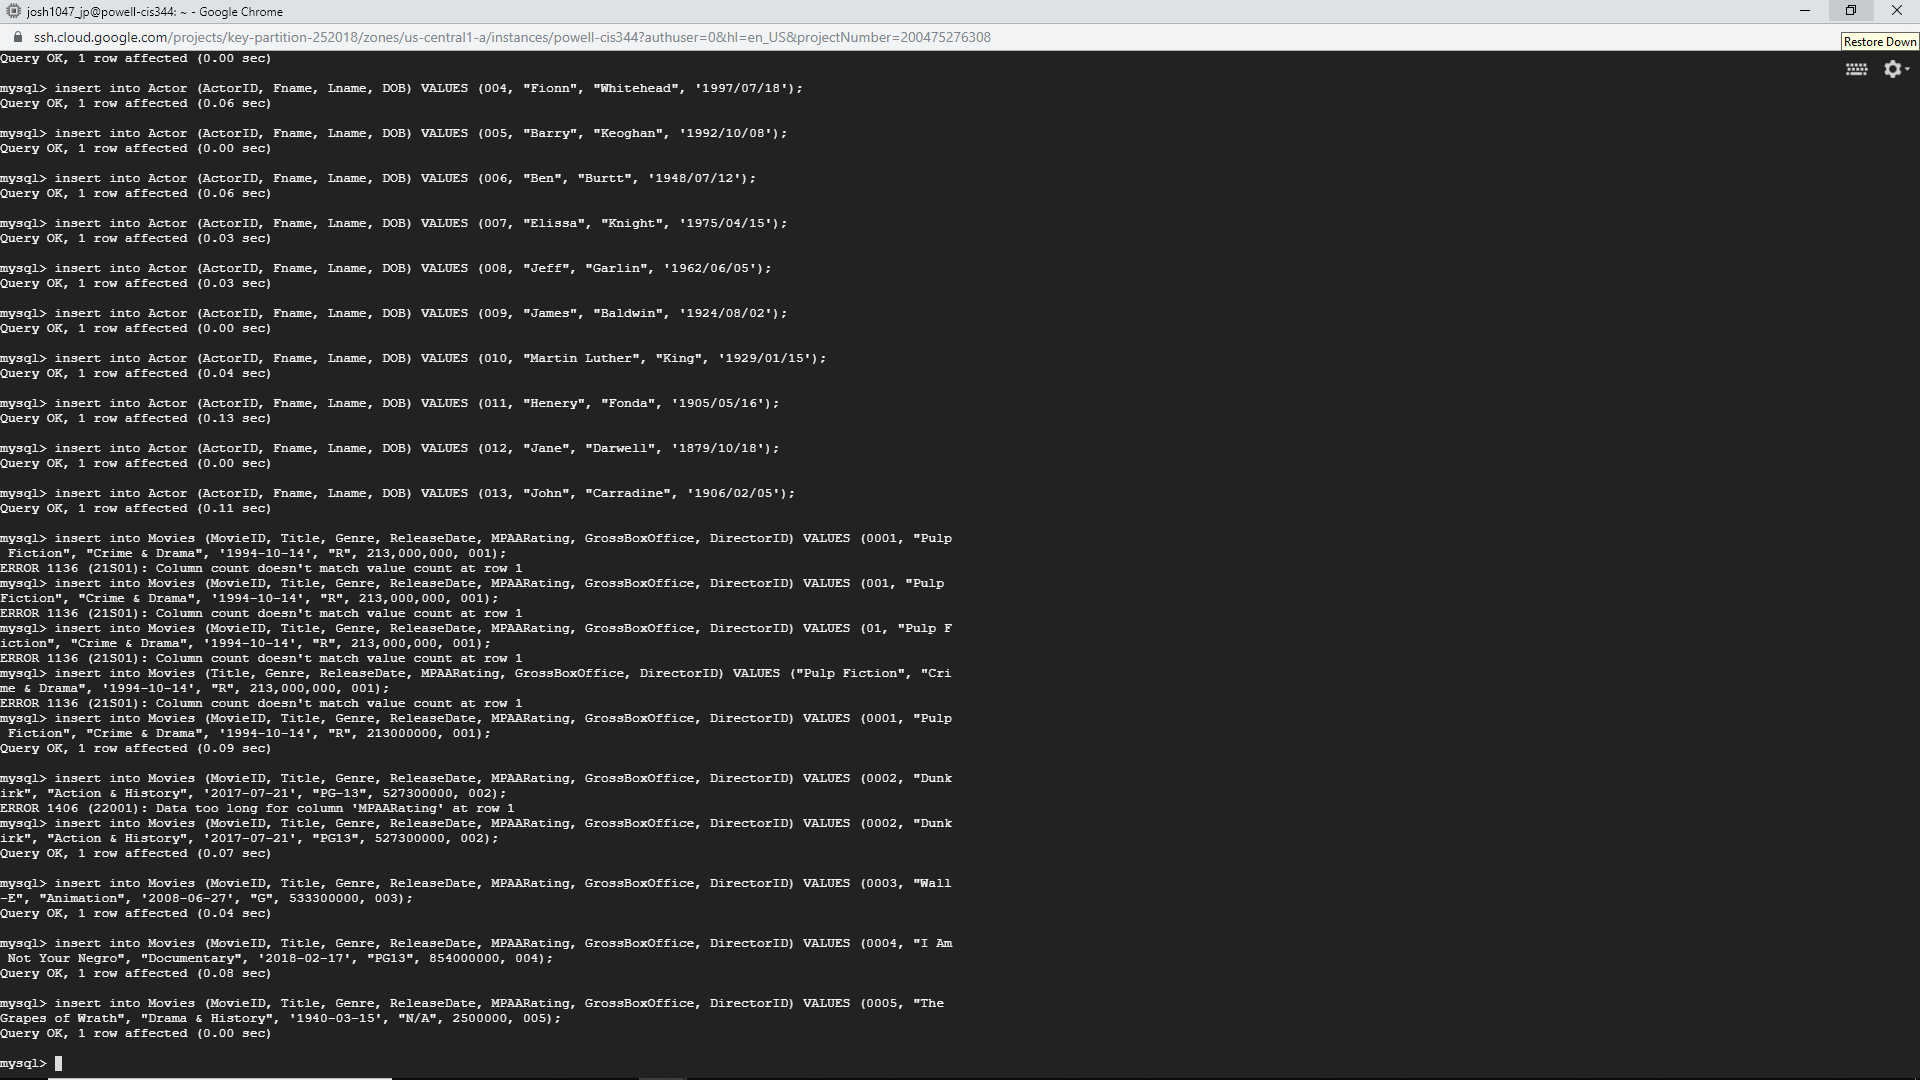 josh1047_jp@powell-cis344: ~ - Google Chrome
ssh.cloud.google.com/projects/key-partition-252018/zones/us-central1-a/instances/powell-cis344?authuser=0&hl=en_US&projectNumber=200475276308
Restore Down
Query OK, 1 row affected (0.00 sec)
mysql> insert into Actor (ActorID, Fname, Lname, DOB) VALUES (004, "Fionn", "Whitehead", '1997/07/18');
Query OK, 1 row affected (0.06 sec)
mysql> insert into Actor (ActorID, Fname, Lname, DOB) VALUES (005, "Barry", "Keoghan", '1992/10/08');
Query OK, 1 row affected (0.00 sec)
mysql> insert into Actor (ActorID, Fname, Lname, DOB) VALUES (006, "Ben", "Burtt", '1948/07/12');
Query OK, 1 row affected (0.06 sec)
mysql> insert into Actor (ActorID, Fname, Lname, DOB) VALUES (007, "Elissa", "Knight", '1975/04/15');
Query OK, 1 row affected (0.03 sec)
mysql> insert into Actor (ActorID, Fname, Lname, DOB) VALUES (008, "Jeff", "Garlin", '1962/06/05');
Query OK, 1 row affected (0.03 sec)
mysql> insert into Actor (ActorID, Fname, Lname, DOB) VALUES (009, "James", "Baldwin", '1924/08/02');
Query OK, 1 row affected (0.00 sec)
mysql> insert into Actor (ActorID, Fname, Lname, DOB) VALUES (010, "Martin Luther", "King", '1929/01/15');
Query OK, 1 row affected (0.04 sec)
mysql> insert into Actor (ActorID, Fname, Lname, DOB) VALUES (011, "Henery", "Fonda", '1905/05/16');
Query OK, 1 row affected (0.13 sec)
mysql> insert into Actor (ActorID, Fname, Lname, DOB) VALUES (012, "Jane", "Darwell", '1879/10/18');
Query OK, 1 row affected (0.00 sec)
mysql> insert into Actor (ActorID, Fname, Lname, DOB) VALUES (013, "John", "Carradine", '1906/02/05');
Query OK, 1 row affected (0.11 sec)
mysql> insert into Movies (MovieID, Title, Genre, ReleaseDate, MPAARating, GrossBoxOffice, DirectorID) VALUES (0001, "Pulp
 Fiction", "Crime & Drama", '1994-10-14', "R", 213,000,000, 001);
ERROR 1136 (21S01): Column count doesn't match value count at row 1
mysql> insert into Movies (MovieID, Title, Genre, ReleaseDate, MPAARating, GrossBoxOffice, DirectorID) VALUES (001, "Pulp
Fiction", "Crime & Drama", '1994-10-14', "R", 213,000,000, 001);
ERROR 1136 (21S01): Column count doesn't match value count at row 1
mysql> insert into Movies (MovieID, Title, Genre, ReleaseDate, MPAARating, GrossBoxOffice, DirectorID) VALUES (01, "Pulp F
iction", "Crime & Drama", '1994-10-14', "R", 213,000,000, 001);
ERROR 1136 (21S01): Column count doesn't match value count at row 1
mysql> insert into Movies (Title, Genre, ReleaseDate, MPAARating, GrossBoxOffice, DirectorID) VALUES ("Pulp Fiction", "Cri
me & Drama", '1994-10-14', "R", 213,000,000, 001);
ERROR 1136 (21S01): Column count doesn't match value count at row 1
mysql> insert into Movies (MovieID, Title, Genre, ReleaseDate, MPAARating, GrossBoxOffice, DirectorID) VALUES (0001, "Pulp
 Fiction", "Crime & Drama", '1994-10-14', "R", 213000000, 001);
Query OK, 1 row affected (0.09 sec)
mysql> insert into Movies (MovieID, Title, Genre, ReleaseDate, MPAARating, GrossBoxOffice, DirectorID) VALUES (0002, "Dunk
irk", "Action & History", '2017-07-21', "PG-13", 527300000, 002);
ERROR 1406 (22001): Data too long for column 'MPAARating' at row 1
mysql> insert into Movies (MovieID, Title, Genre, ReleaseDate, MPAARating, GrossBoxOffice, DirectorID) VALUES (0002, "Dunk
irk", "Action & History", '2017-07-21', "PG13", 527300000, 002);
Query OK, 1 row affected (0.07 sec)
mysql> insert into Movies (MovieID, Title, Genre, ReleaseDate, MPAARating, GrossBoxOffice, DirectorID) VALUES (0003, "Wall
-E", "Animation", '2008-06-27', "G", 533300000, 003);
Query OK, 1 row affected (0.04 sec)
mysql> insert into Movies (MovieID, Title, Genre, ReleaseDate, MPAARating, GrossBoxOffice, DirectorID) VALUES (0004, "I Am
 Not Your Negro", "Documentary", '2018-02-17', "PG13", 854000000, 004);
Query OK, 1 row affected (0.08 sec)
mysql> insert into Movies (MovieID, Title, Genre, ReleaseDate, MPAARating, GrossBoxOffice, DirectorID) VALUES (0005, "The
Grapes of Wrath", "Drama & History", '1940-03-15', "N/A", 2500000, 005);
Query OK, 1 row affected (0.00 sec)
mysql>